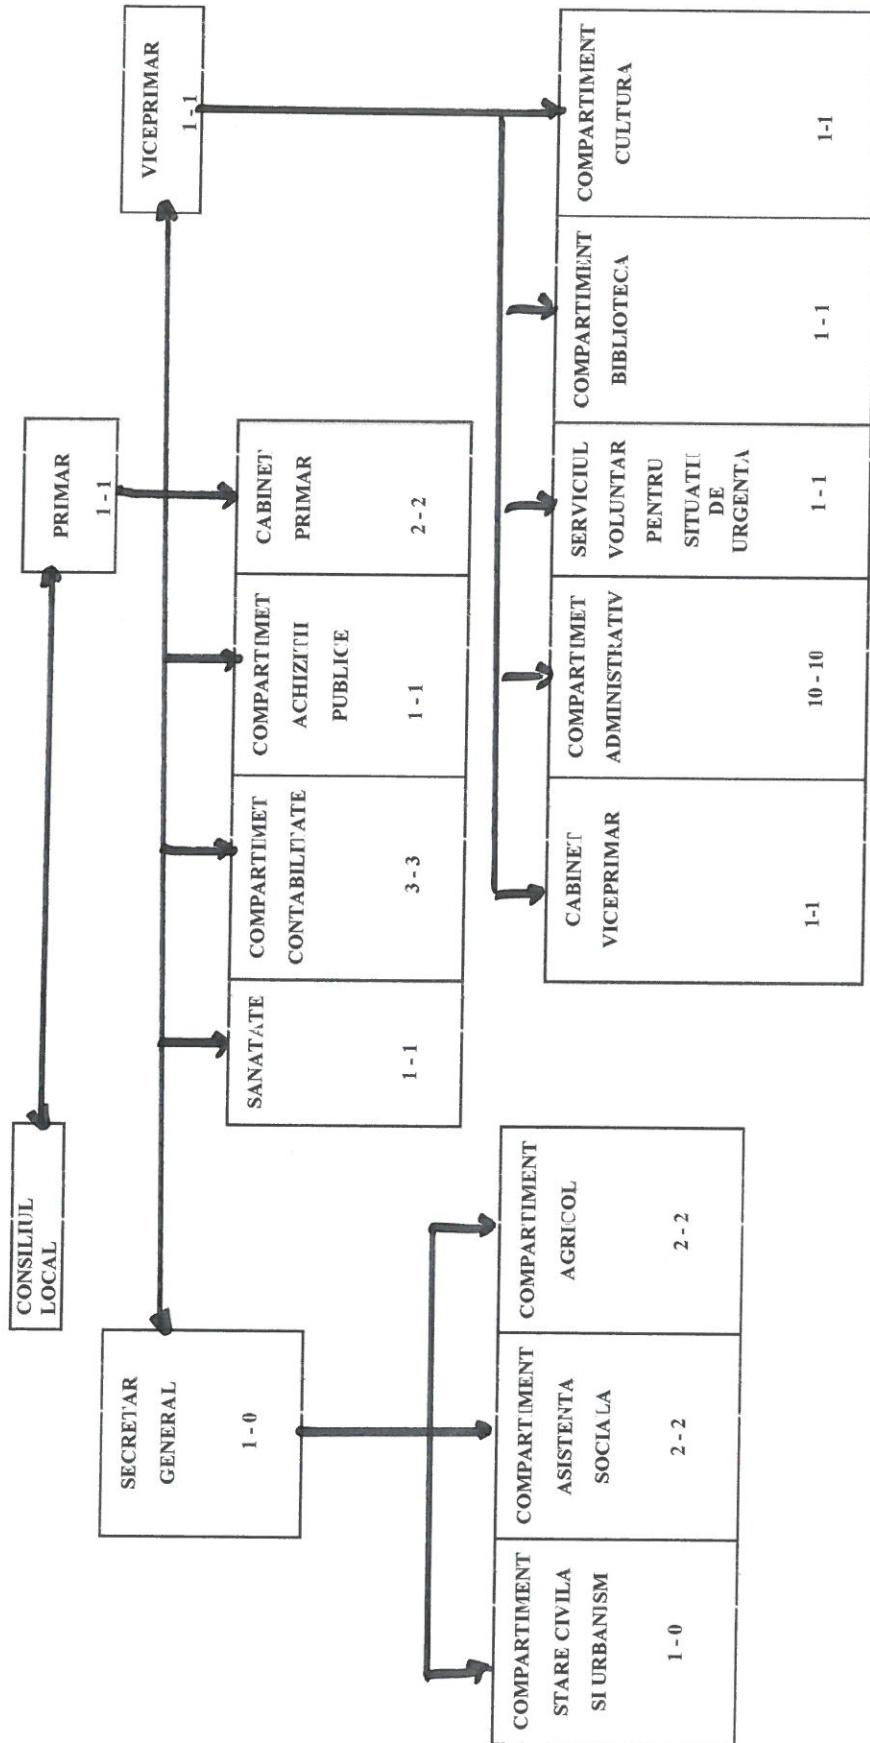 CONSILIUL
LOCAL
PRIMAR
1-1
SECRETAR
GENERAL
1-0
VICEPRIMAR
1-1
SANATATE
1-1
COMPARTIMET
CONTABILITATE
3-3
COMPARTIMET
ACHIZITII
PUBLICE
1-1
CABINET
PRIMAR
2-2
COMPARTIMENT
STARE CIVILA
SI URBANISM
1-0
COMPARTIMENT
ASISTENTA
SOCIALA
2-2
COMPARTIMENT
AGRICOL
2-2
CABINET
VICEPRIMAR
1-1
COMPARTIMET
ADMINISTRATIV
10-10
SERVICIUL
VOLUNTAR
PENTRU
SITUATII
DE
URGENTA
1-1
COMPARTIMENT
BIBLIOTECA
1-1
COMPARTIMENT
CULTURA
1-1